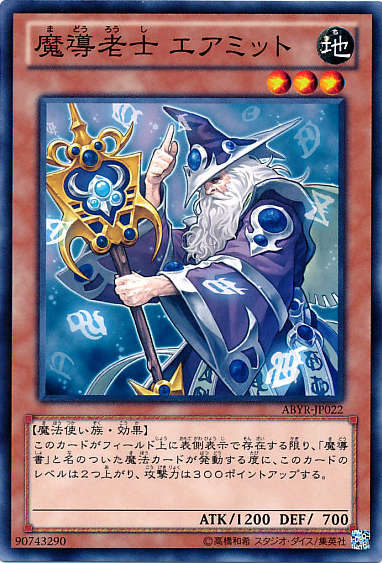 魔導老士 エアミット
地
ABYR-JP022
【魔法使い族・効果】
このカードがフィールド上に表側表示で存在する限り、「魔導
書」と名のついた魔法カードが発動する度に、このカードの
レベルは２つ上がり、攻撃力は３００ポイントアップする。
ATK/1200 DEF/ 700
90743290
©高橋和希 スタジオ・ダイス/集英社